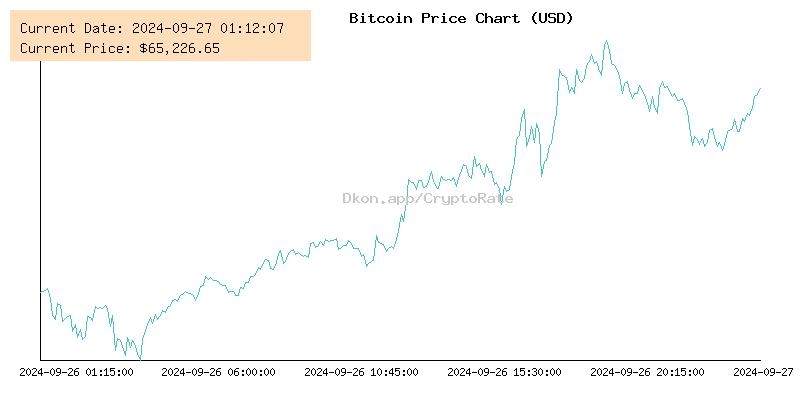 Bitcoin Price Chart (USD)
Current Date: 2024-09-27 01:12:07
Current Price: $65,226.65
Dkon.app/CryptoRate
2024-09-26 01:15:00 2024-09-26 06:00:00 2024-09-26 10:45:00 2024-09-26 15:30:00 2024-09-26 20:15:00 2024-09-27